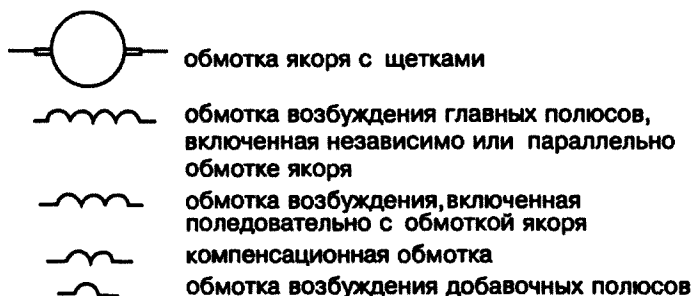 обмотка якоря с щетками
обмотка возбуждения главных полюсов,
включенная независимо или параллельно
обмотке якоря
обмотка возбуждения,включенная
поледовательно с обмоткой якоря
компенсационная обмотка
обмотка возбуждения добавочных полюсов